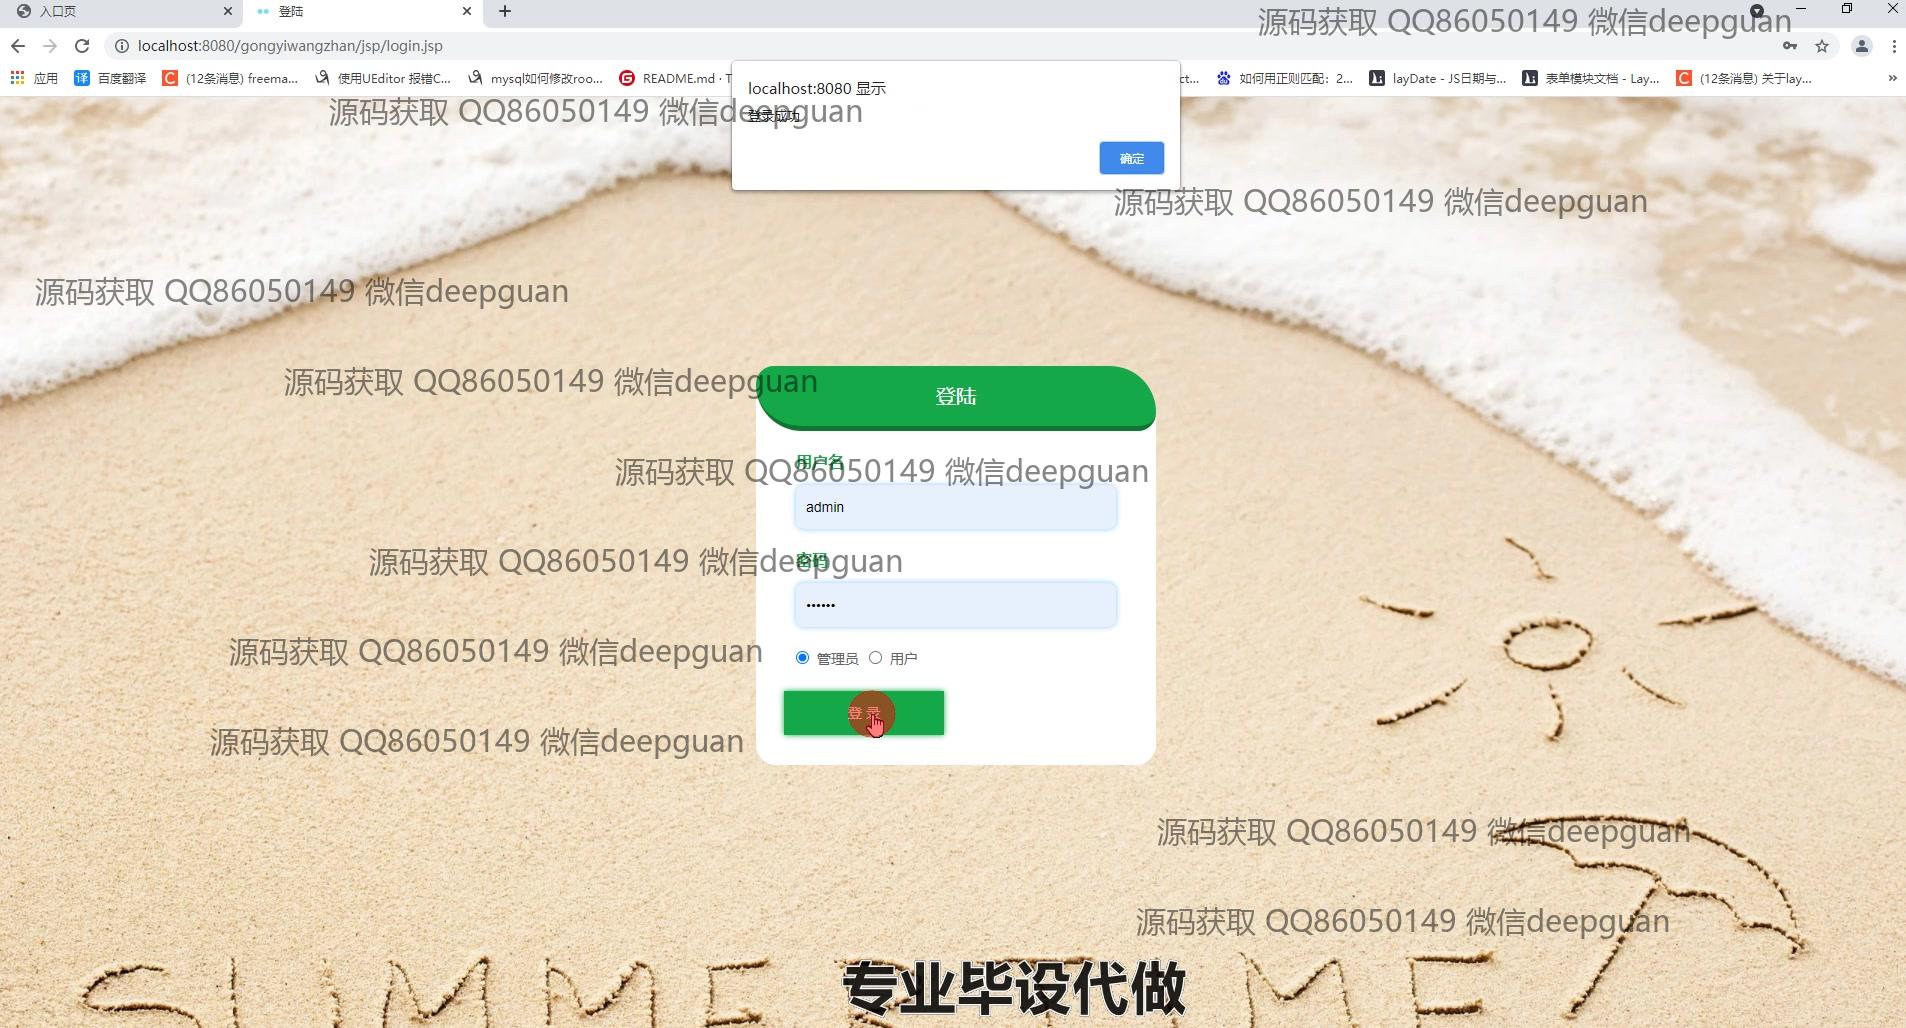 入口页
登陆
源码获取 QQ86050149 微信deepguan
localhost:8080/gongyiwangzhan/jsp/login.jsp
应用
百度翻译
(12条消息) freema...
使用UEditor 报错C...
mysql如何修改roo...
README.md · T
ct...
如何用正则匹配：2...
layDate - JS日期与...
表单模块文档 - Lay...
(12条消息) 关于lay...
localhost:8080 显示
登录成功
源码获取 QQ86050149 微信deepguan
确定
源码获取 QQ86050149 微信deepguan
源码获取 QQ86050149 微信deepguan
源码获取 QQ86050149 微信deepguan
登陆
用户名
源码获取 QQ86050149 微信deepguan
admin
密码
源码获取 QQ86050149 微信deepguan
••••••
管理员 用户
源码获取 QQ86050149 微信deepguan
登 录
源码获取 QQ86050149 微信deepguan
源码获取 QQ86050149 微信deepguan
源码获取 QQ86050149 微信deepguan
SUMMER TIME
专业毕设代做